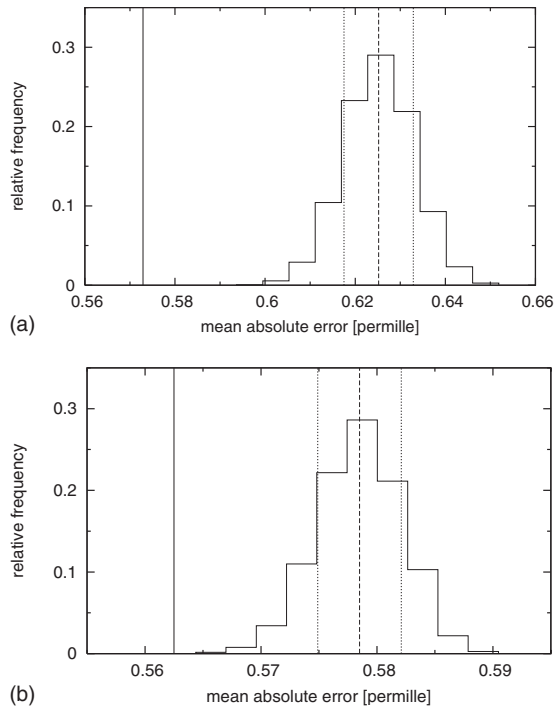 0.3
0.2
0.1
0
relative frequency
0.56 0.58 0.6 0.62 0.64 0.66
(a)
mean absolute error [permille]
0.3
0.2
0.1
0
relative frequency
0.56 0.57 0.58 0.59
(b)
mean absolute error [permille]